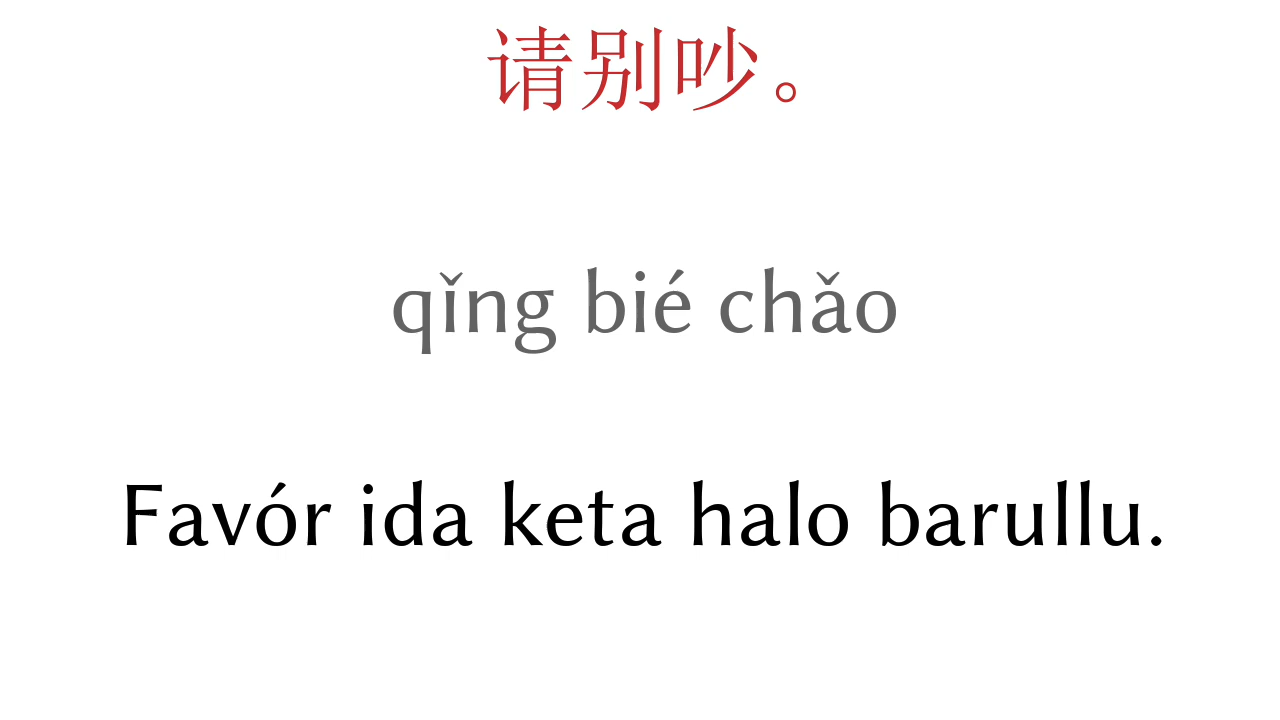 请别吵。
qǐng bié chǎo
Favór ida keta halo barullu.